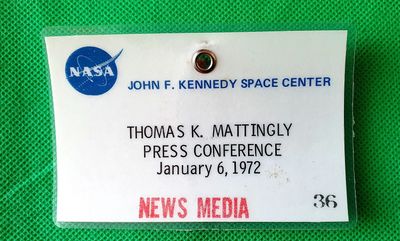 NASA
JOHN F. KENNEDY SPACE CENTER
THOMAS K. MATTINGLY
PRESS CONFERENCE
January 6, 1972
NEWS MEDIA 36